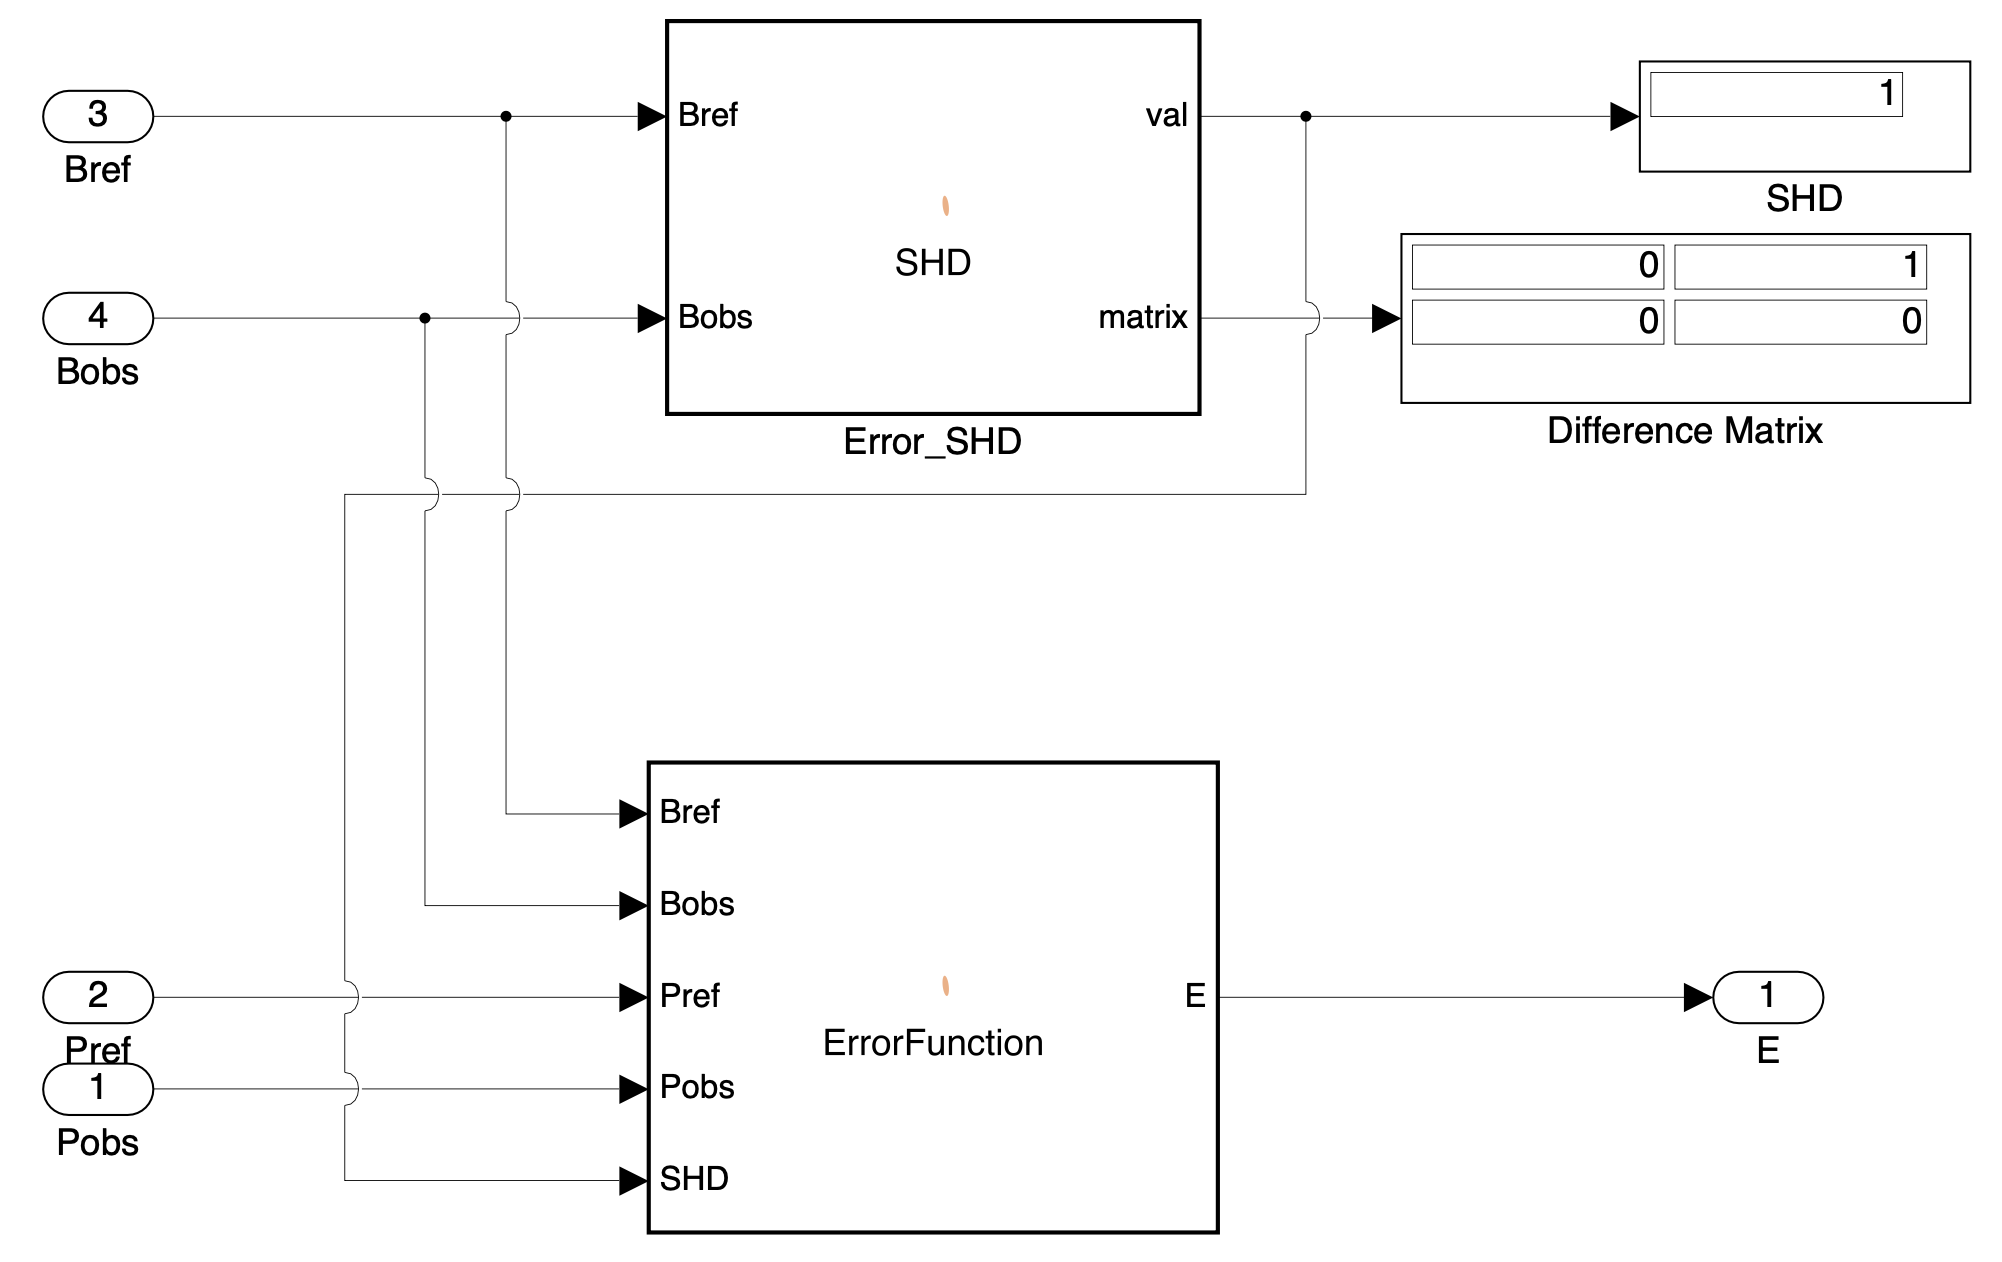 3
Bref
4
Bobs
Bref
val
SHD
Bobs
matrix
Error_SHD
1
SHD
0 1
0 0
Difference Matrix
Bref
Bobs
2
Pref
Pref
E
ErrorFunction
1
Pobs
Pobs
SHD
1
E